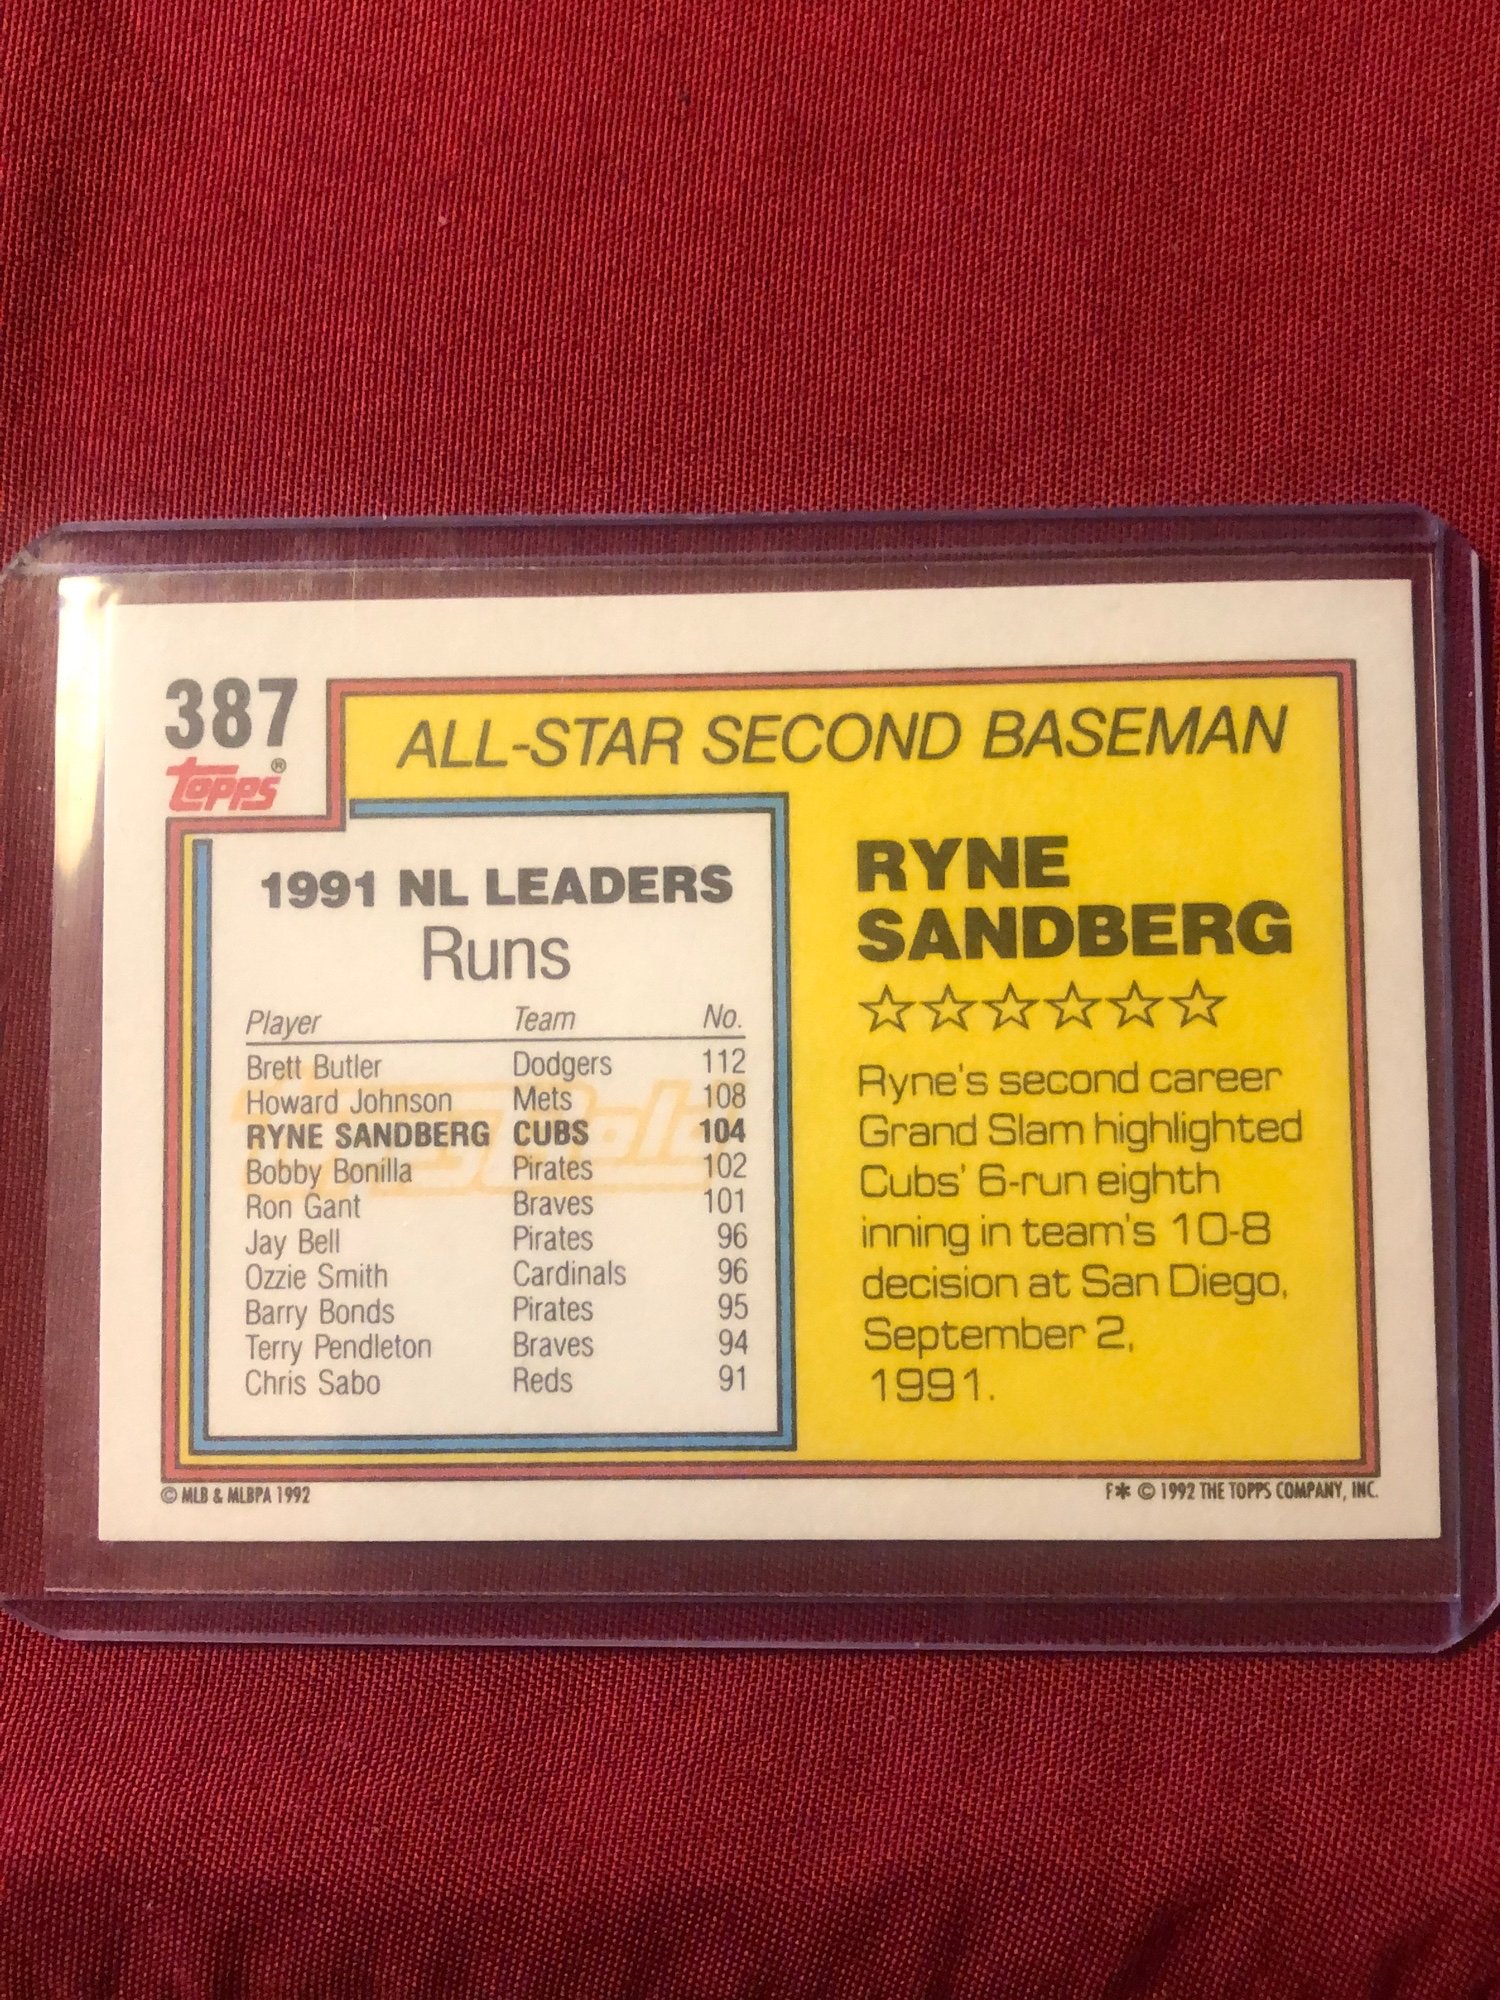 387
Topps®
ALL-STAR SECOND BASEMAN
1991 NL LEADERS
Runs
Player Team No.
Brett Butler Dodgers 112
Howard Johnson Mets 108
RYNE SANDBERG CUBS 104
Bobby Bonilla Pirates 102
Ron Gant Braves 101
Jay Bell Pirates 96
Ozzie Smith Cardinals 96
Barry Bonds Pirates 95
Terry Pendleton Braves 94
Chris Sabo Reds 91
RYNE
SANDBERG
☆☆☆☆☆☆
Ryne's second career
Grand Slam highlighted
Cubs' 6-run eighth
inning in team's 10-8
decision at San Diego,
September 2,
1991.
© MLB & MLBPA 1992
F* © 1992 THE TOPPS COMPANY, INC.